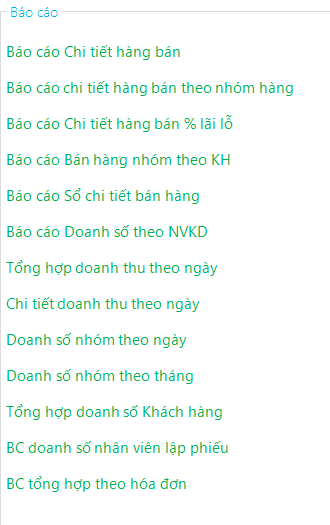 Báo cáo
Báo cáo Chi tiết hàng bán
Báo cáo chi tiết hàng bán theo nhóm hàng
Báo cáo Chi tiết hàng bán % lãi lỗ
Báo cáo Bán hàng nhóm theo KH
Báo cáo Sổ chi tiết bán hàng
Báo cáo Doanh số theo NVKD
Tổng hợp doanh thu theo ngày
Chi tiết doanh thu theo ngày
Doanh số nhóm theo ngày
Doanh số nhóm theo tháng
Tổng hợp doanh số Khách hàng
BC doanh số nhân viên lập phiếu
BC tổng hợp theo hóa đơn